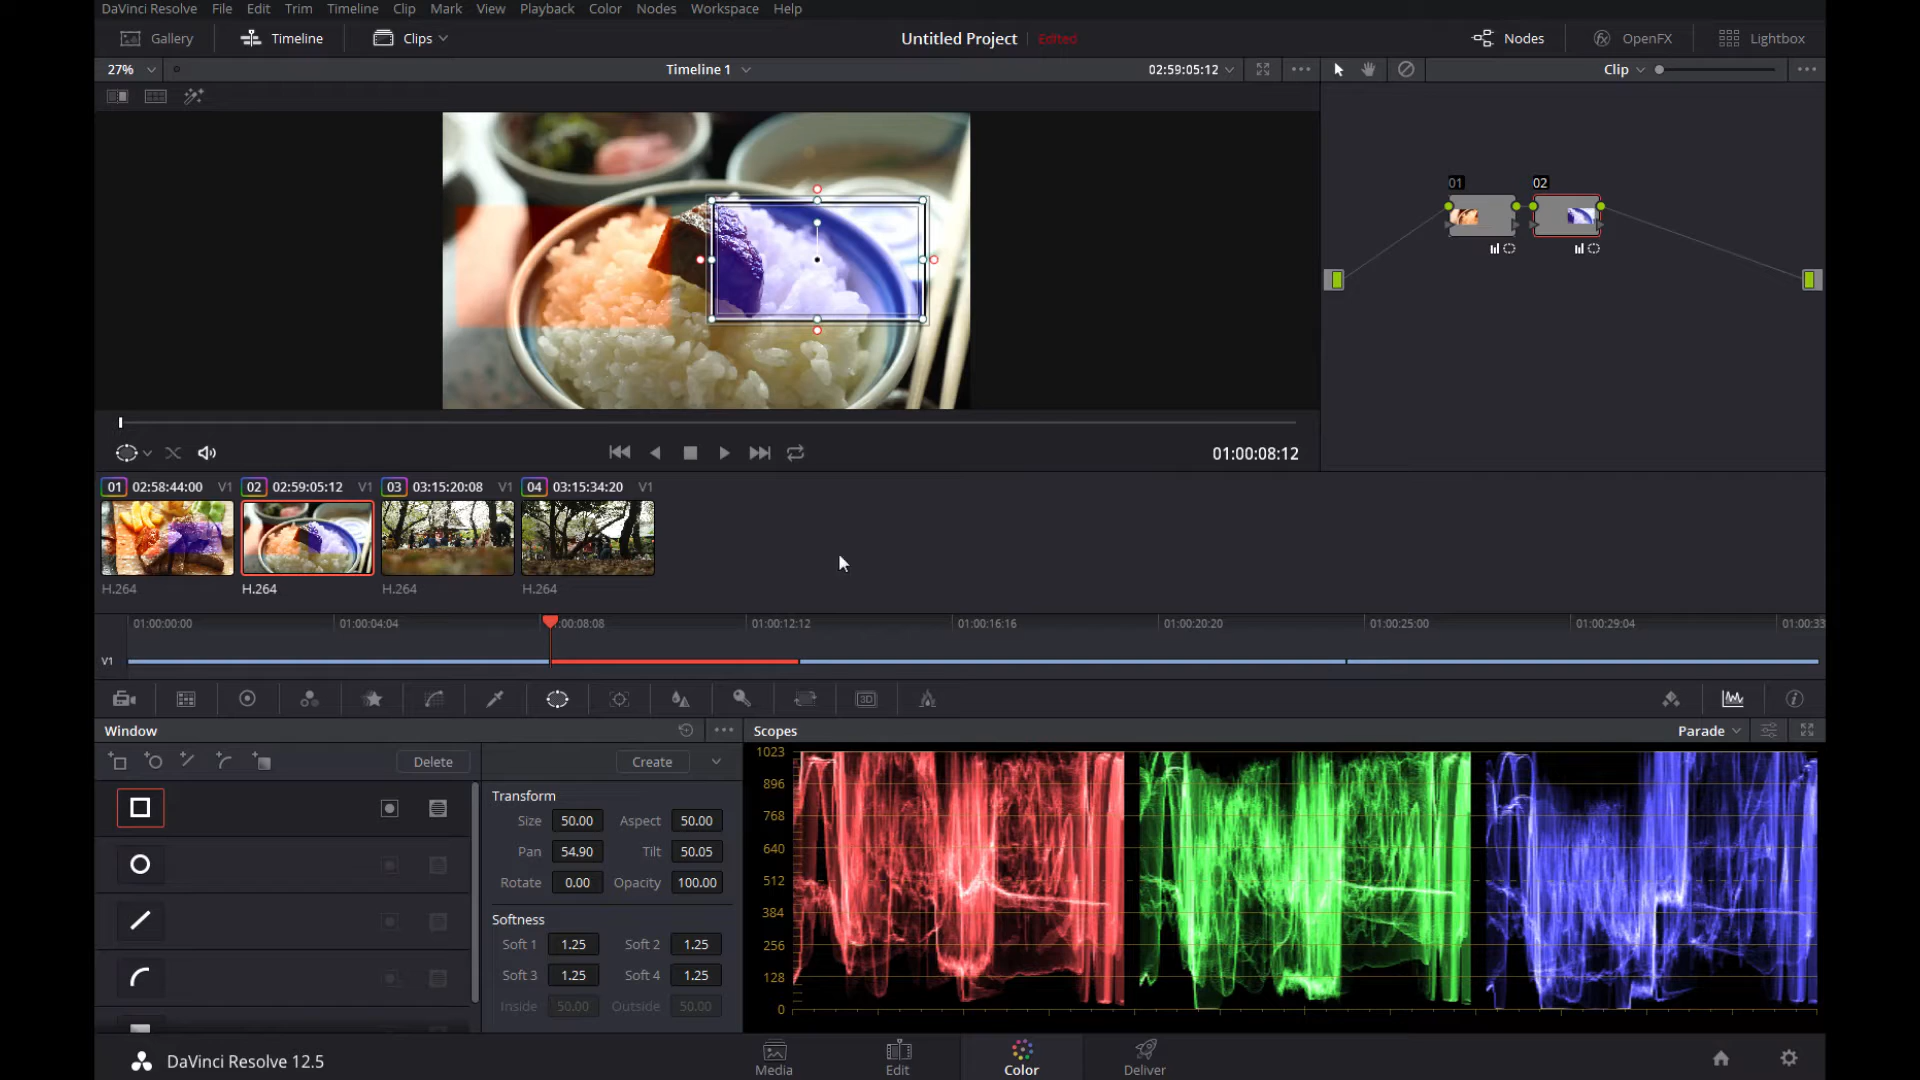 DaVinci Resolve File Edit Trim Timeline Clip Mark View Playback Color Nodes Workspace Help
Gallery Timeline Clips Untitled Project Edited Nodes OpenFX Lightbox
27% Timeline 1 02:59:05:12 Clip
01 02
01:00:08:12
01 02:58:44:00 V1 02 02:59:05:12 V1 03 03:15:20:08 V1 04 03:15:34:20 V1
H.264 H.264 H.264 H.264
01:00:00:00 01:00:04:04 :00:08:08 01:00:12:12 01:00:16:16 01:00:20:20 01:00:25:00 01:00:29:04 01:00:33
V1
3D
Window Scopes Parade
Delete Create
Transform
Size 50.00 Aspect 50.00
Pan 54.90 Tilt 50.05
Rotate 0.00 Opacity 100.00
Softness
Soft 1 1.25 Soft 2 1.25
Soft 3 1.25 Soft 4 1.25
Inside 50.00 Outside 50.00
1023
896
768
640
512
384
256
128
0
DaVinci Resolve 12.5
Media Edit Color Deliver